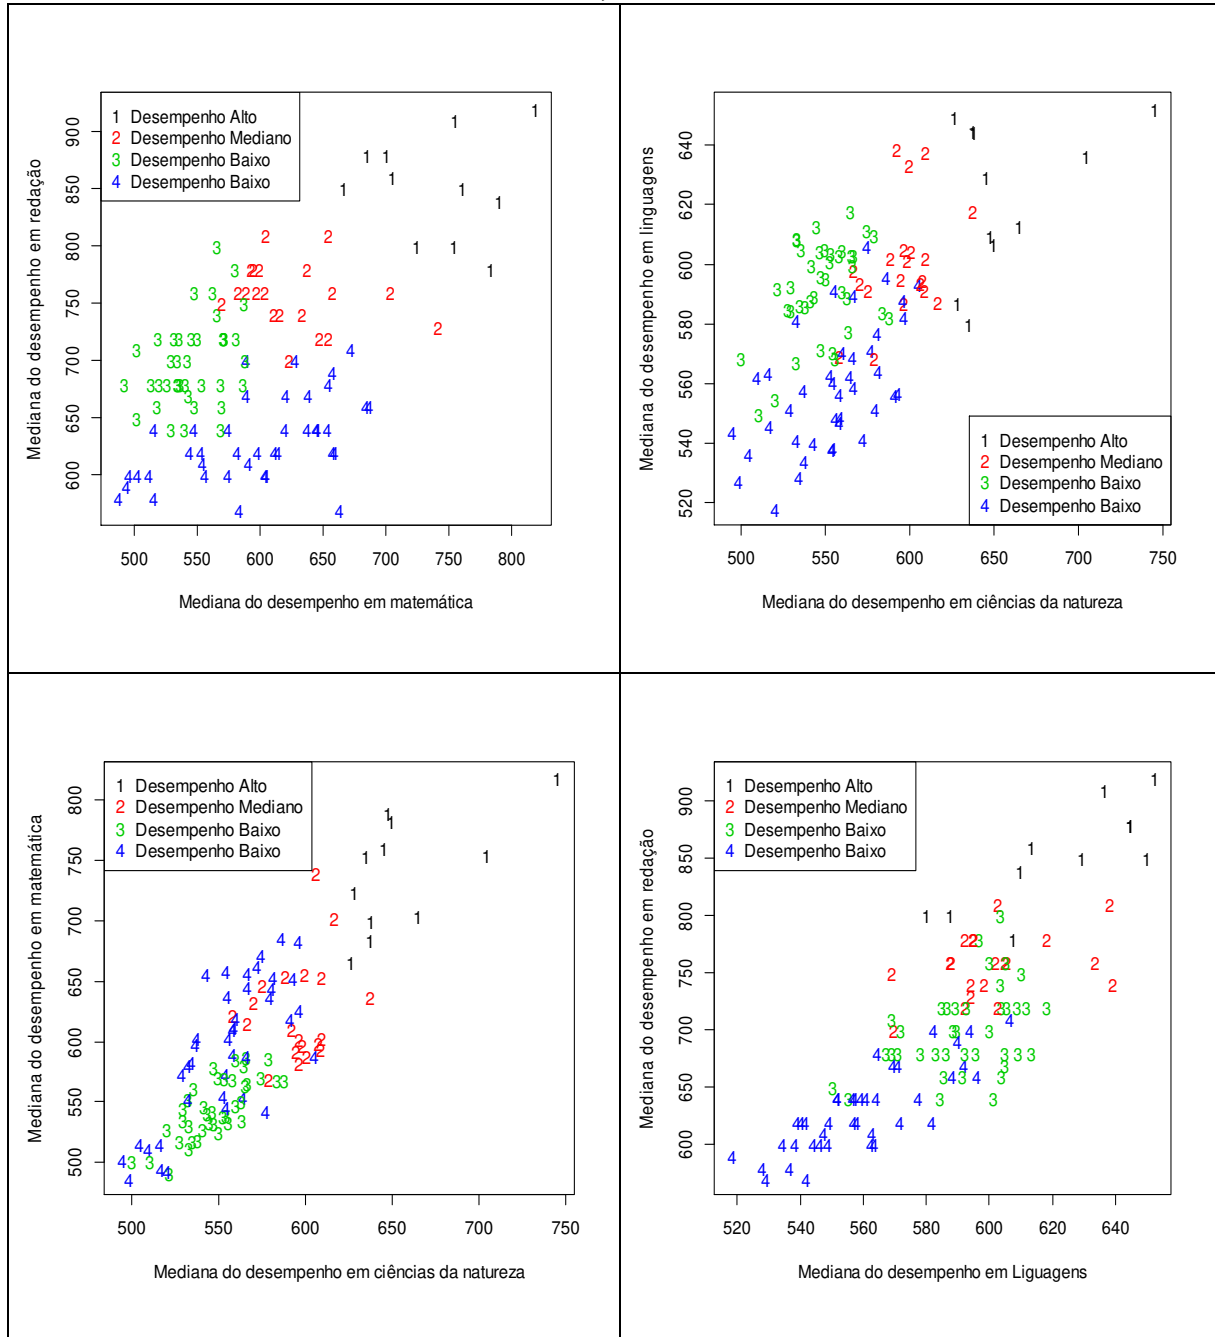 1 Desempenho Alto
2 Desempenho Mediano
3 Desempenho Baixo
4 Desempenho Baixo
Mediana do desempenho em redação
900
850
800
750
700
650
600
500 550 600 650 700 750 800
Mediana do desempenho em matemática
Mediana do desempenho em linguagens
640
620
600
580
560
540
520
1 Desempenho Alto
2 Desempenho Mediano
3 Desempenho Baixo
4 Desempenho Baixo
500 550 600 650 700 750
Mediana do desempenho em ciências da natureza
1 Desempenho Alto
2 Desempenho Mediano
3 Desempenho Baixo
4 Desempenho Baixo
Mediana do desempenho em matemática
800
750
700
650
600
550
500
500 550 600 650 700 750
Mediana do desempenho em ciências da natureza
1 Desempenho Alto
2 Desempenho Mediano
3 Desempenho Baixo
4 Desempenho Baixo
Mediana do desempenho em redação
900
850
800
750
700
650
600
520 540 560 580 600 620 640
Mediana do desempenho em Liguagens